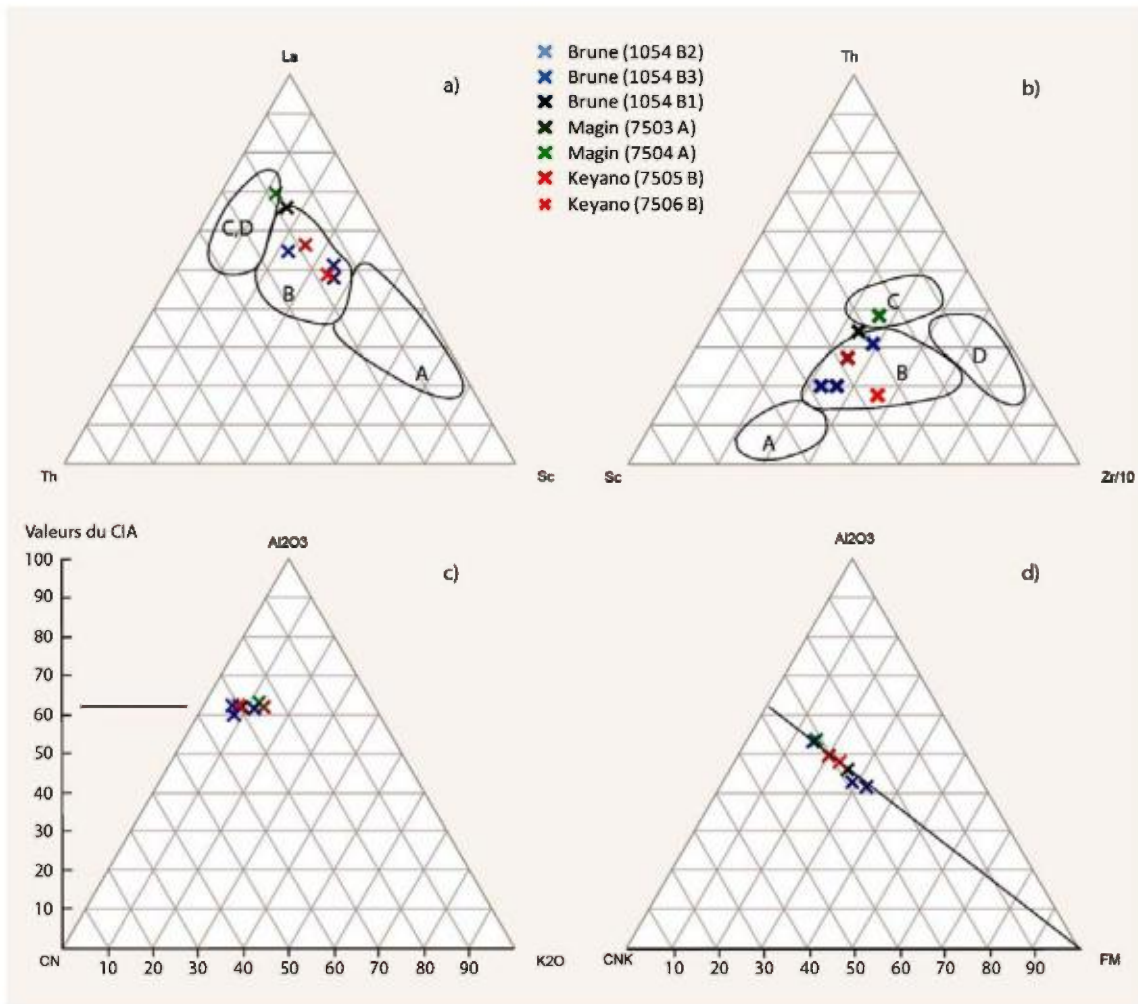 La
a)
C,D
B
A
Th
Sc
Brune (1054 B2)
Brune (1054 B3)
Brune (1054 B1)
Magin (7503 A)
Magin (7504 A)
Keyano (7505 B)
Keyano (7506 B)
Th
b)
C
D
B
A
Sc
Zr/10
Valeurs du CIA
Al2O3
c)
100
90
80
70
60
50
40
30
20
10
CN
10 20 30 40 50 60 70 80 90
K2O
Al2O3
d)
CNK
10 20 30 40 50 60 70 80 90
FM